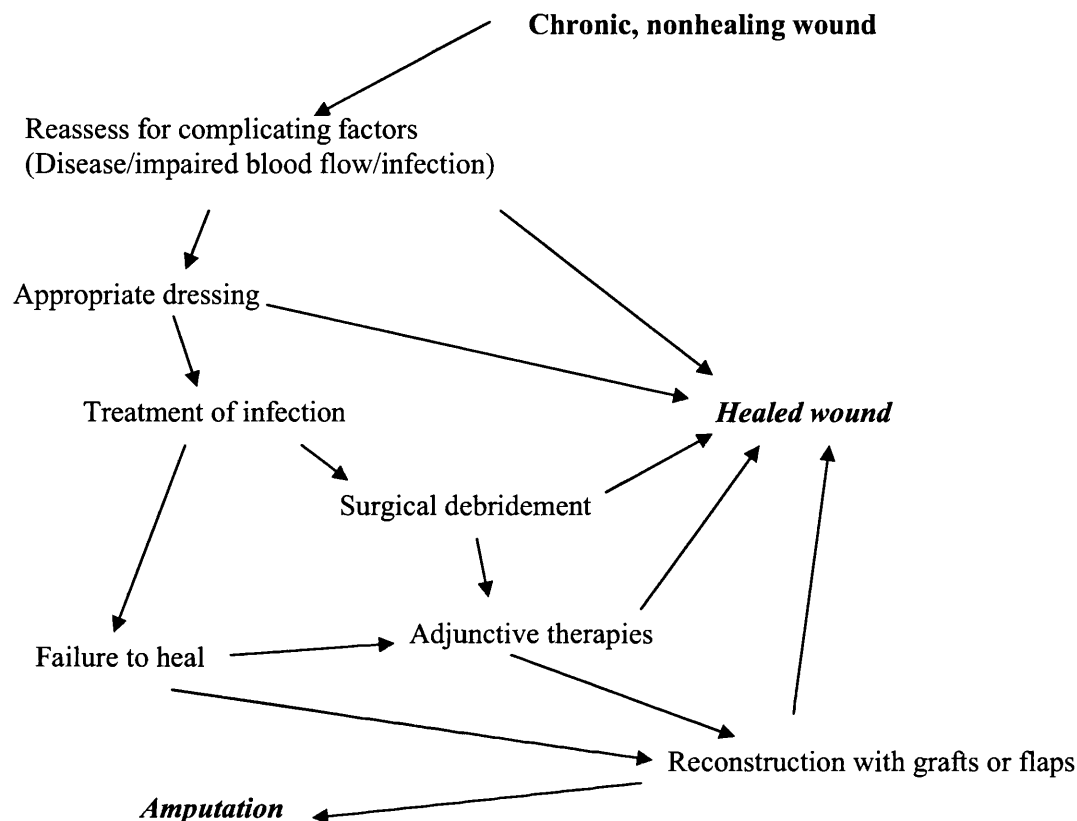 Chronic, nonhealing wound
Reassess for complicating factors
(Disease/impaired blood flow/infection)
Appropriate dressing
Treatment of infection
Healed wound
Surgical debridement
Adjunctive therapies
Failure to heal
Reconstruction with grafts or flaps
Amputation